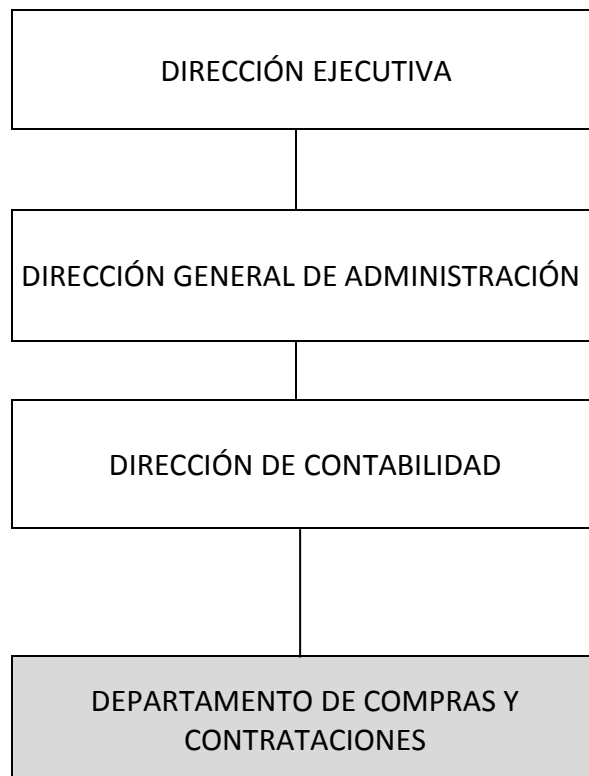 DIRECCIÓN EJECUTIVA
DIRECCIÓN GENERAL DE ADMINISTRACIÓN
DIRECCIÓN DE CONTABILIDAD
DEPARTAMENTO DE COMPRAS Y
CONTRATACIONES